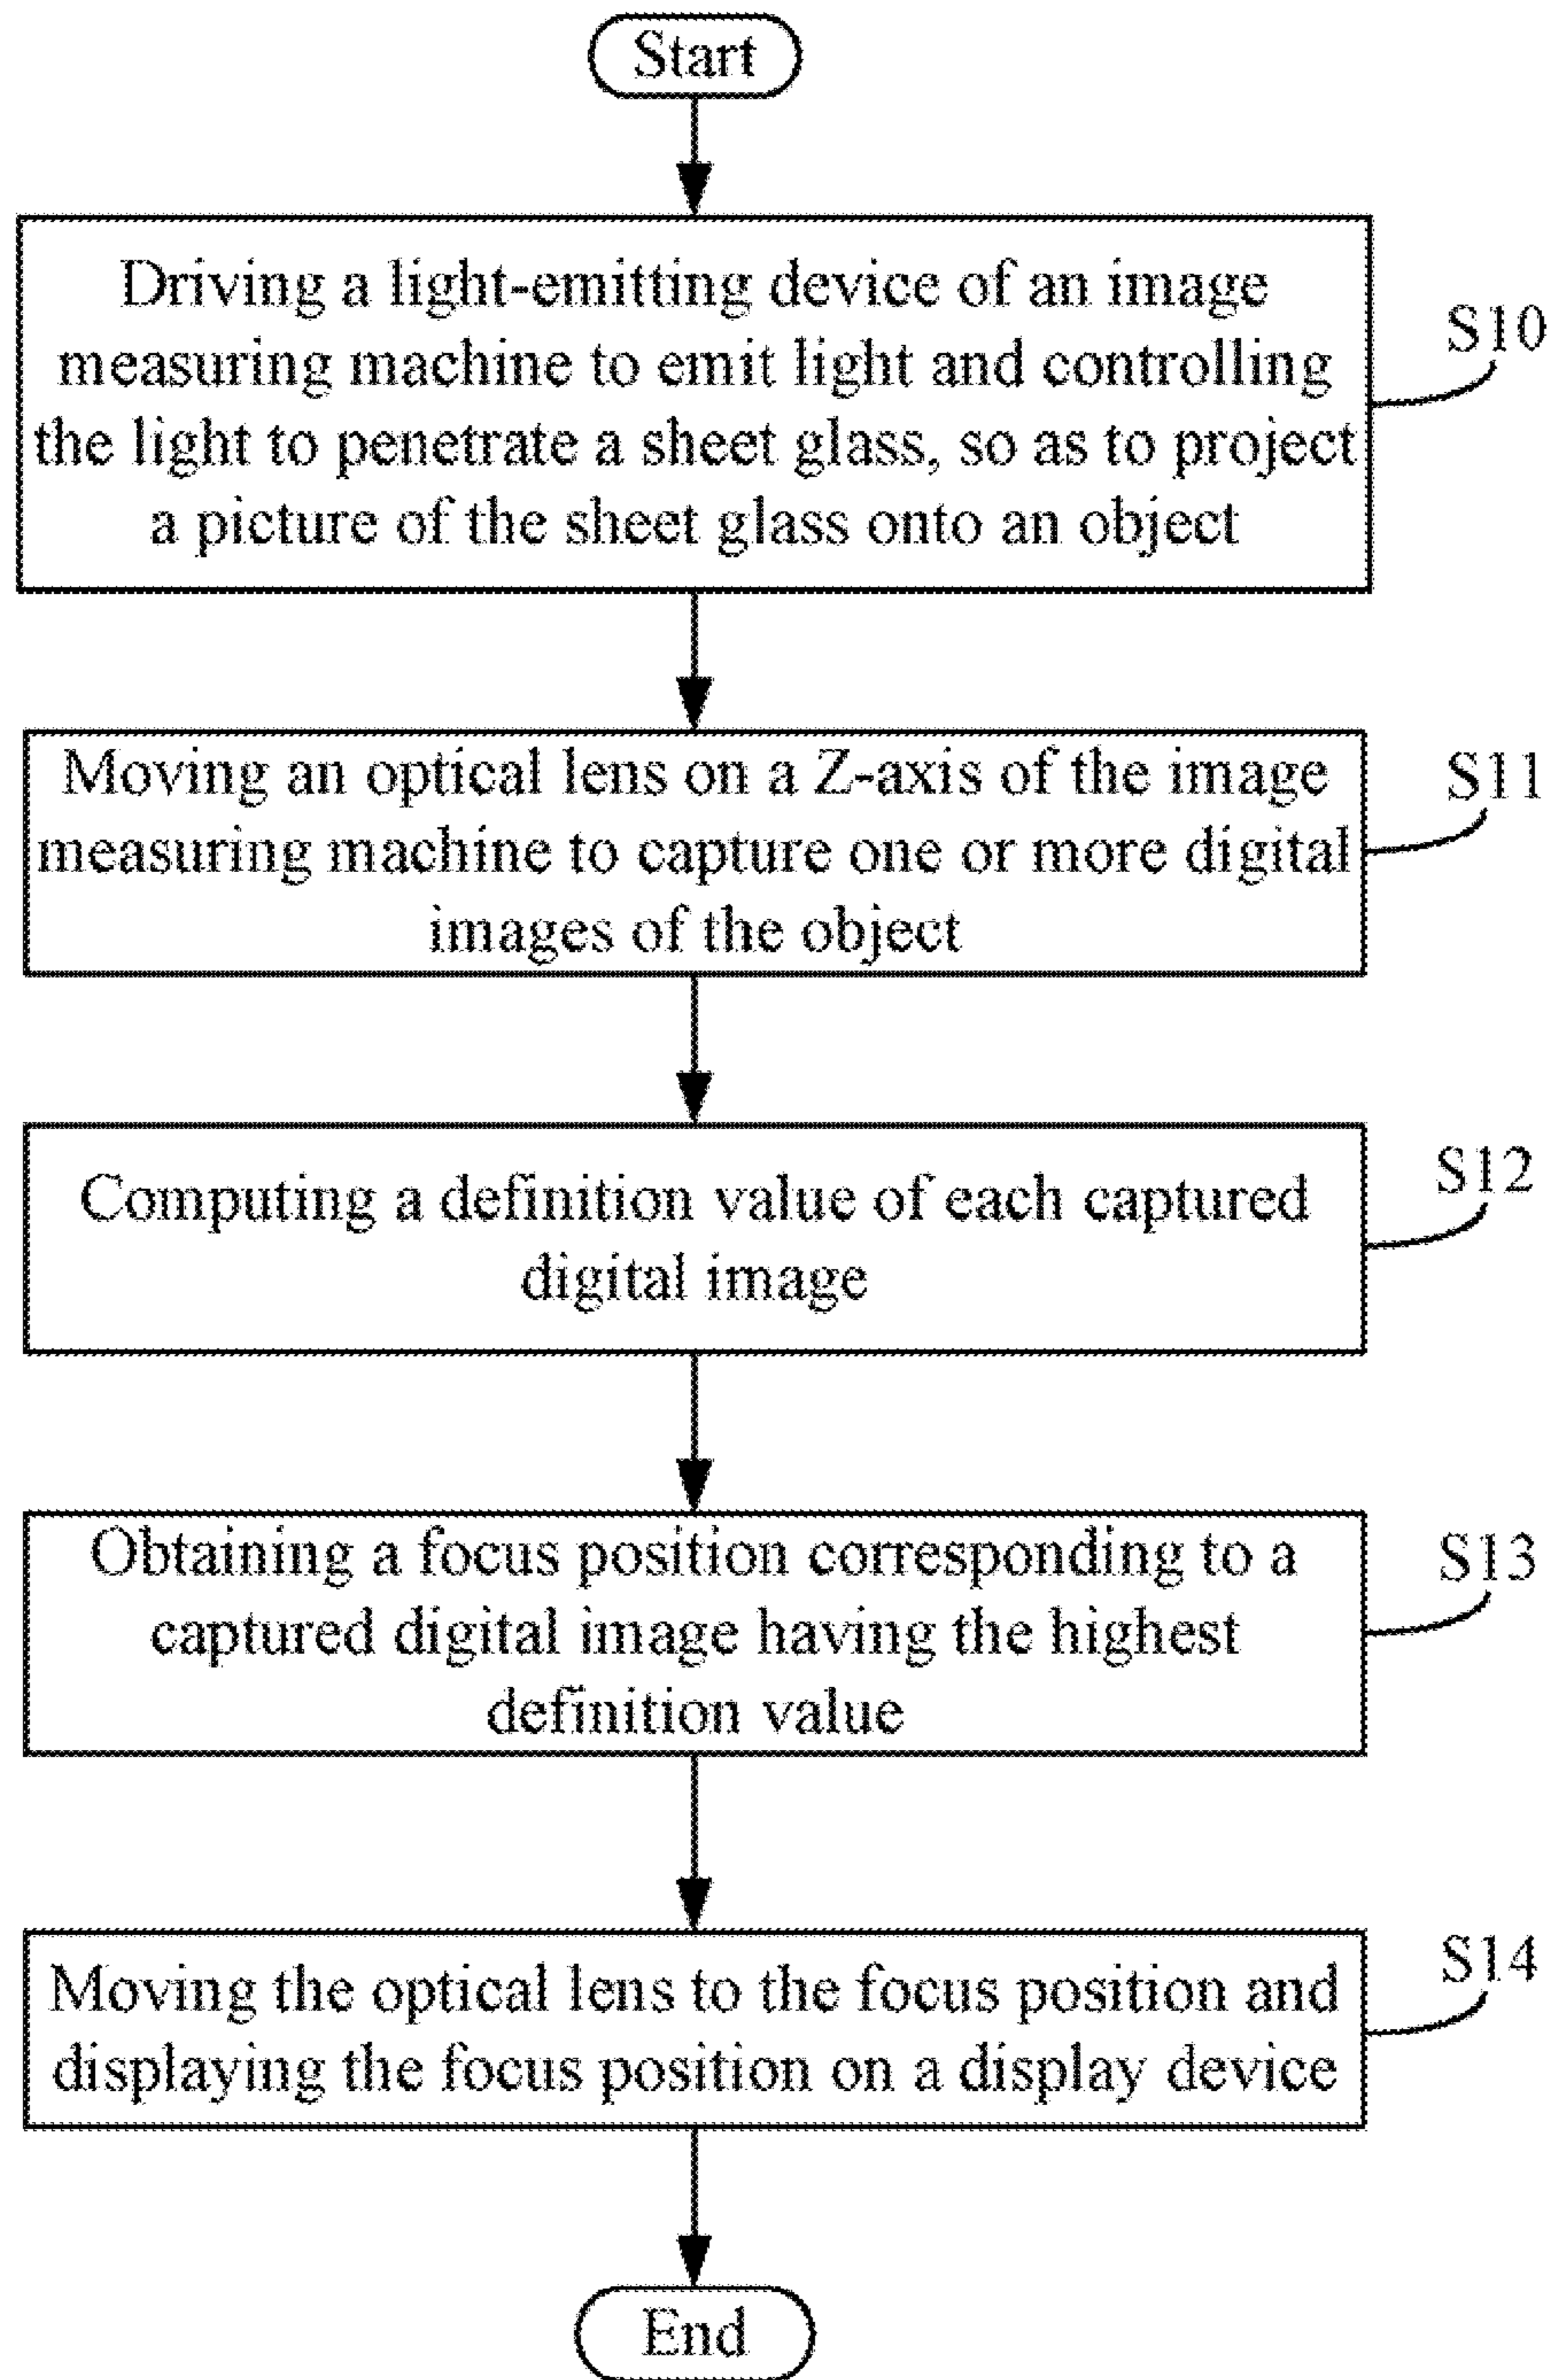 Start
Driving a light-emitting device of an image
measuring machine to emit light and controlling
the light to penetrate a sheet glass, so as to project
a picture of the sheet glass onto an object
S10
Moving an optical lens on a Z-axis of the image
measuring machine to capture one or more digital
images of the object
S11
Computing a definition value of each captured
digital image
S12
Obtaining a focus position corresponding to a
captured digital image having the highest
definition value
S13
Moving the optical lens to the focus position and
displaying the focus position on a display device
S14
End